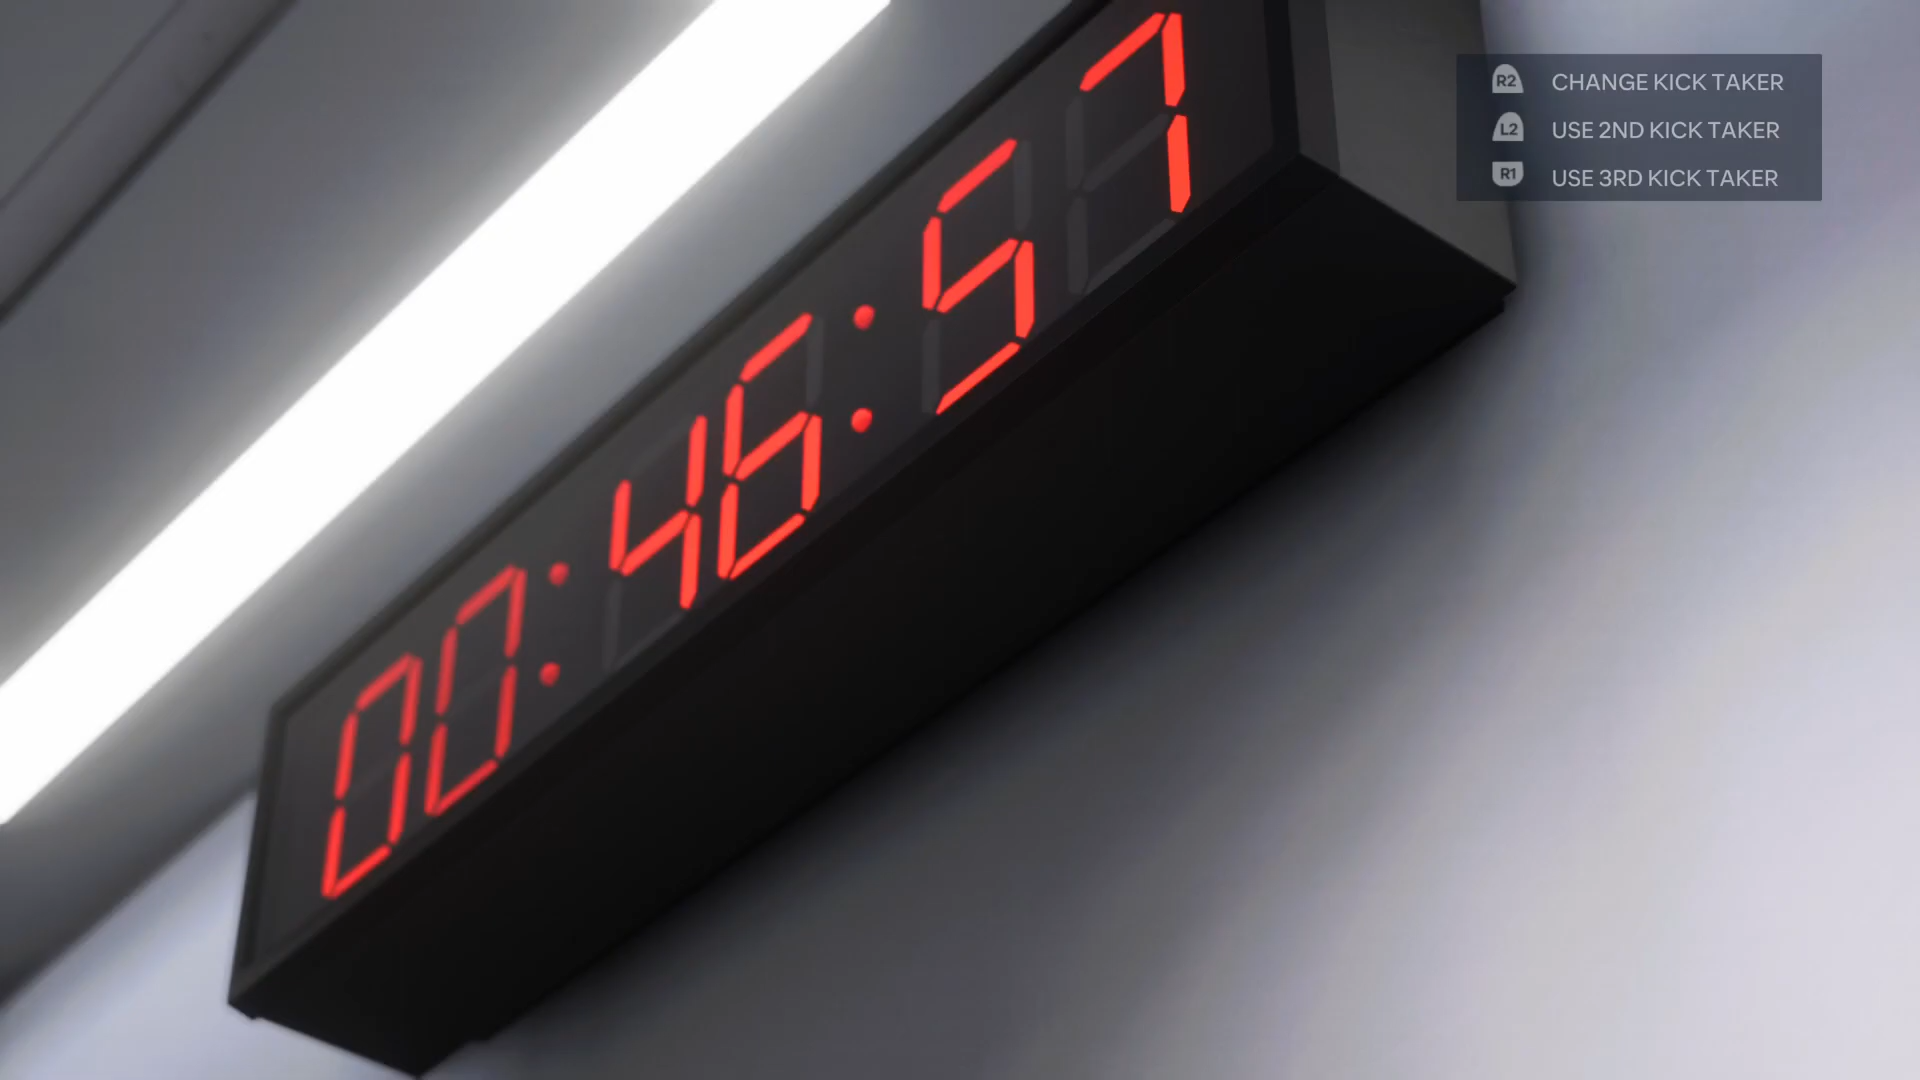 00:46:57
R2 CHANGE KICK TAKER
L2 USE 2ND KICK TAKER
R1 USE 3RD KICK TAKER